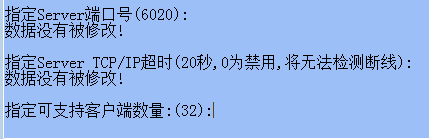 指定Server端口号(6020):
数据没有被修改!
指定Server TCP/IP超时(20秒,0为禁用,将无法检测断线):
数据没有被修改!
指定可支持客户端数量:(32):